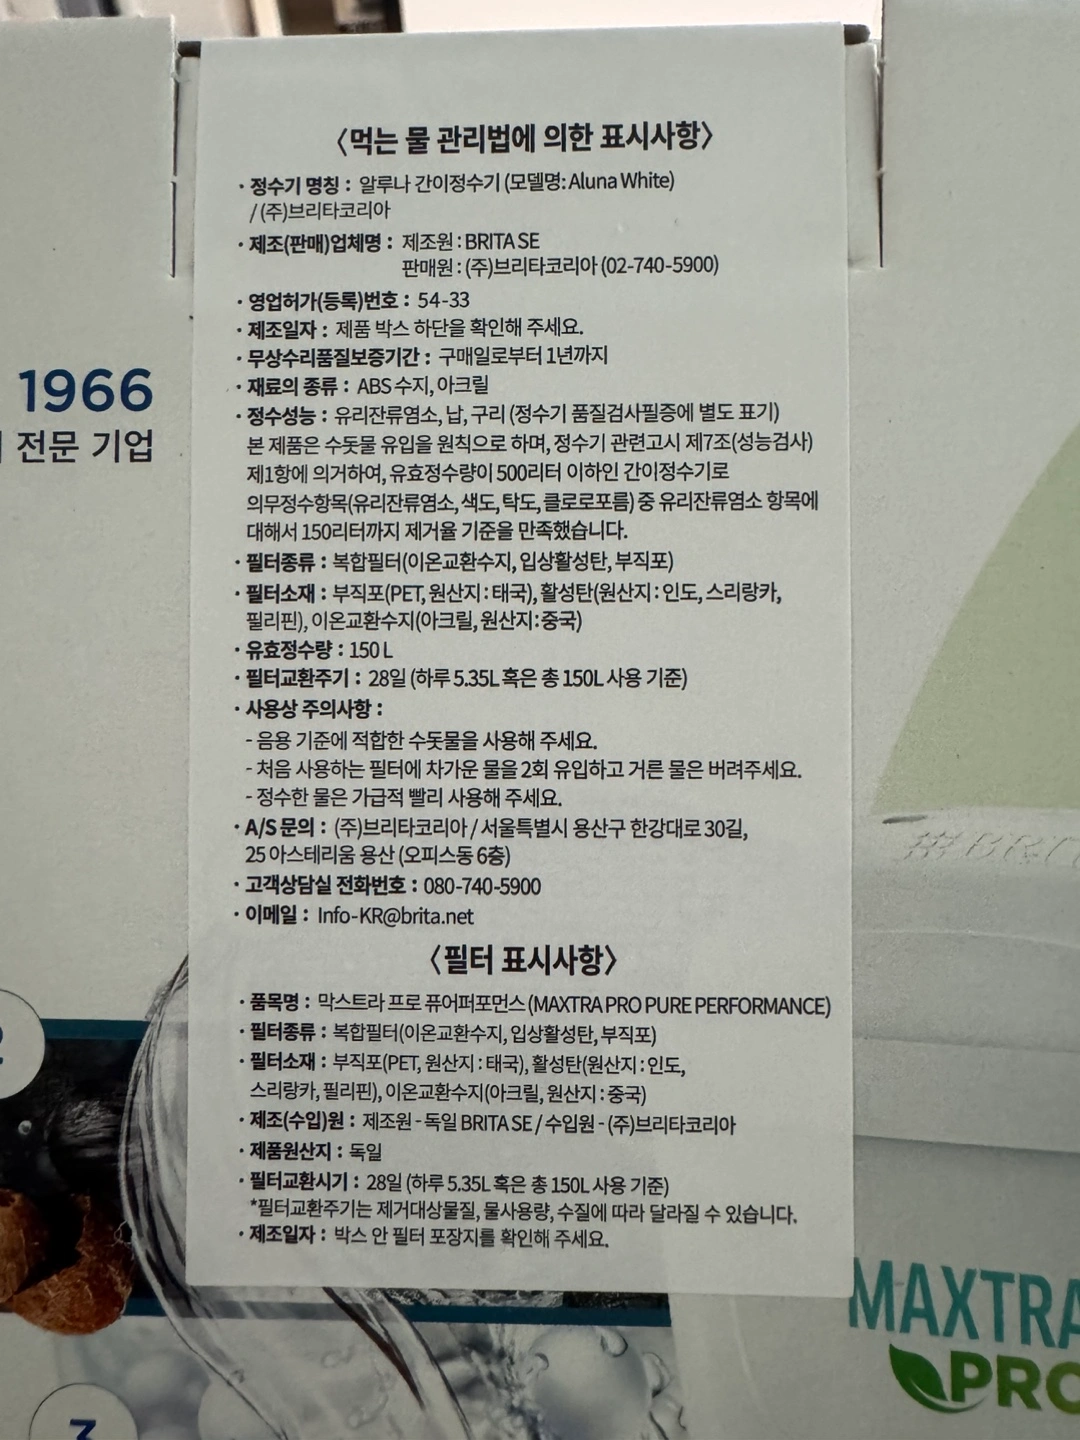 〈먹는 물 관리법에 의한 표시사항〉
· 정수기 명칭 : 알루나 간이정수기 (모델명: Aluna White)
/ (주)브리타코리아
· 제조(판매)업체명 : 제조원 : BRITA SE
판매원 : (주)브리타코리아 (02-740-5900)
· 영업허가(등록)번호 : 54-33
· 제조일자 : 제품 박스 하단을 확인해 주세요.
· 무상수리품질보증기간 : 구매일로부터 1년까지
· 재료의 종류 : ABS 수지, 아크릴
· 정수성능 : 유리잔류염소, 납, 구리 (정수기 품질검사필증에 별도 표기)
본 제품은 수돗물 유입을 원칙으로 하며, 정수기 관련고시 제7조(성능검사)
제1항에 의거하여, 유효정수량이 500리터 이하인 간이정수기로
의무정수항목(유리잔류염소, 색도, 탁도, 클로로포름) 중 유리잔류염소 항목에
대해서 150리터까지 제거율 기준을 만족했습니다.
· 필터종류 : 복합필터(이온교환수지, 입상활성탄, 부직포)
· 필터소재 : 부직포(PET, 원산지 : 태국), 활성탄(원산지 : 인도, 스리랑카,
필리핀), 이온교환수지(아크릴, 원산지:중국)
· 유효정수량 : 150 L
· 필터교환주기 : 28일 (하루 5.35L 혹은 총 150L 사용 기준)
· 사용상 주의사항 :
- 음용 기준에 적합한 수돗물을 사용해 주세요.
- 처음 사용하는 필터에 차가운 물을 2회 유입하고 거른 물은 버려주세요.
- 정수한 물은 가급적 빨리 사용해 주세요.
· A/S 문의 : (주)브리타코리아 / 서울특별시 용산구 한강대로 30길,
25 아스테리움 용산 (오피스동 6층)
· 고객상담실 전화번호 : 080-740-5900
· 이메일 : Info-KR@brita.net
〈필터 표시사항〉
· 품목명 : 막스트라 프로 퓨어퍼포먼스 (MAXTRA PRO PURE PERFORMANCE)
· 필터종류 : 복합필터(이온교환수지, 입상활성탄, 부직포)
· 필터소재 : 부직포(PET, 원산지 : 태국), 활성탄(원산지 : 인도,
스리랑카, 필리핀), 이온교환수지(아크릴, 원산지 : 중국)
· 제조(수입)원 : 제조원 - 독일 BRITA SE / 수입원 - (주)브리타코리아
· 제품원산지 : 독일
· 필터교환시기 : 28일 (하루 5.35L 혹은 총 150L 사용 기준)
*필터교환주기는 제거대상물질, 물사용량, 수질에 따라 달라질 수 있습니다.
· 제조일자 : 박스 안 필터 포장지를 확인해 주세요.
1966
전문 기업
2
3
MAXTRA
PRO